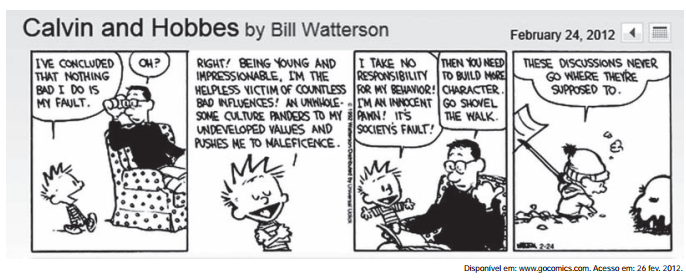 Calvin and Hobbes by Bill Watterson
February 24, 2012
I'VE CONCLUDED
THAT NOTHING
BAD I DO IS
MY FAULT.
OH?
RIGHT! BEING YOUNG AND
IMPRESSIONABLE, I'M THE
HELPLESS VICTIM OF COUNTLESS
BAD INFLUENCES! AN UNWHOLE-
SOME CULTURE PANDERS TO MY
UNDEVELOPED VALUES AND
PUSHES ME TO MALEFICENCE.
I TAKE NO
RESPONSIBILITY
FOR MY BEHAVIOR!
I'M AN INNOCENT
PAWN! IT'S
SOCIETY'S FAULT!
THEN YOU NEED
TO BUILD MORE
CHARACTER.
GO SHOVEL
THE WALK.
THESE DISCUSSIONS NEVER
GO WHERE THEY'RE
SUPPOSED TO.
2-24
Disponível em: www.gocomics.com. Acesso em: 26 fev. 2012.